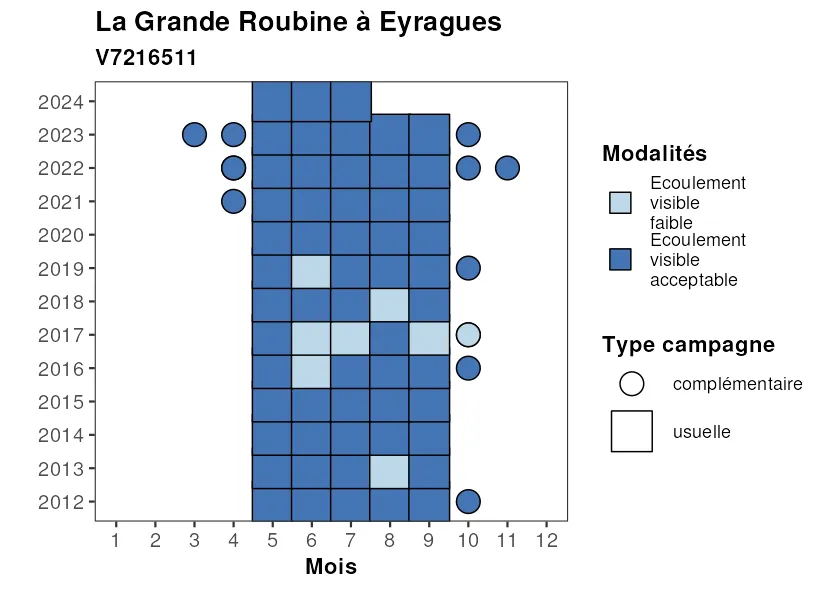 La Grande Roubine à Eyragues
V7216511
2024
2023
2022
2021
2020
2019
2018
2017
2016
2015
2014
2013
2012
1 2 3 4 5 6 7 8 9 10 11 12
Mois
Modalités
Ecoulement
visible
faible
Ecoulement
visible
acceptable
Type campagne
complémentaire
usuelle